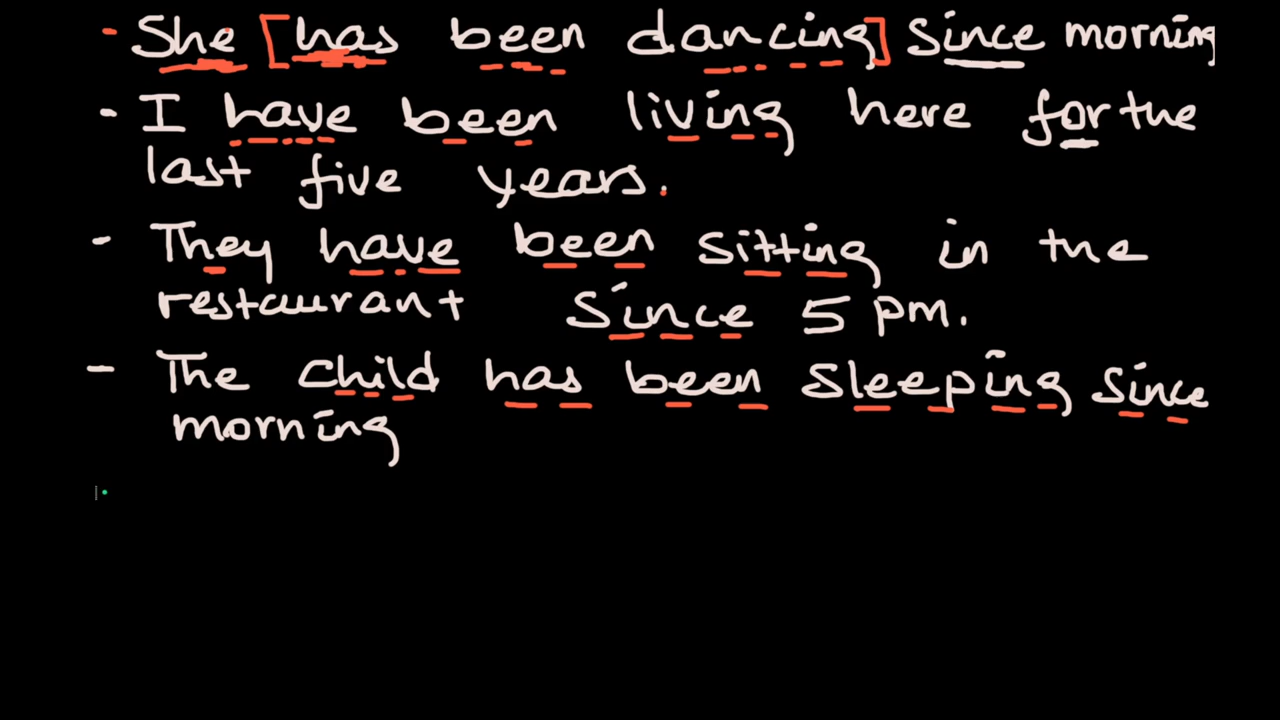 - She [has been dancing] since morning
- I have been living here for the
last five years.
- They have been sitting in the
restaurant since 5 pm.
- The child has been sleeping since
morning